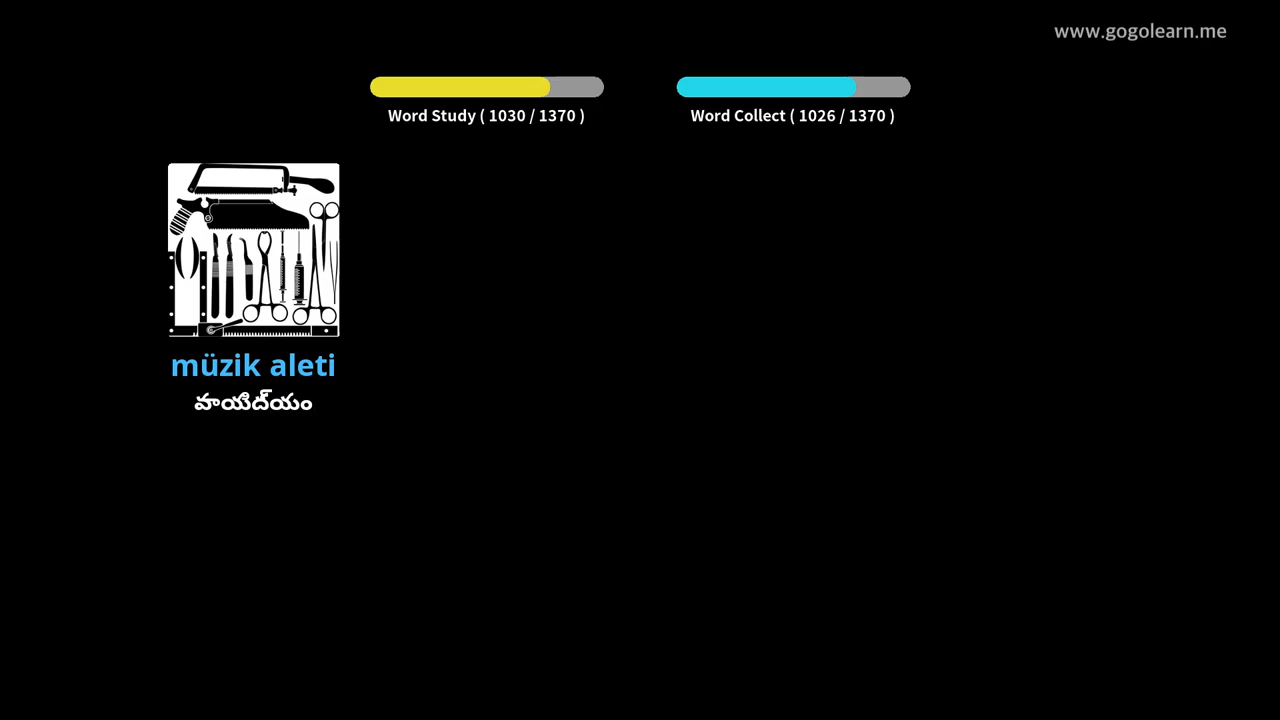 www.gogolearn.me
Word Study ( 1030 / 1370 )
Word Collect ( 1026 / 1370 )
müzik aleti
వాయిద్యం